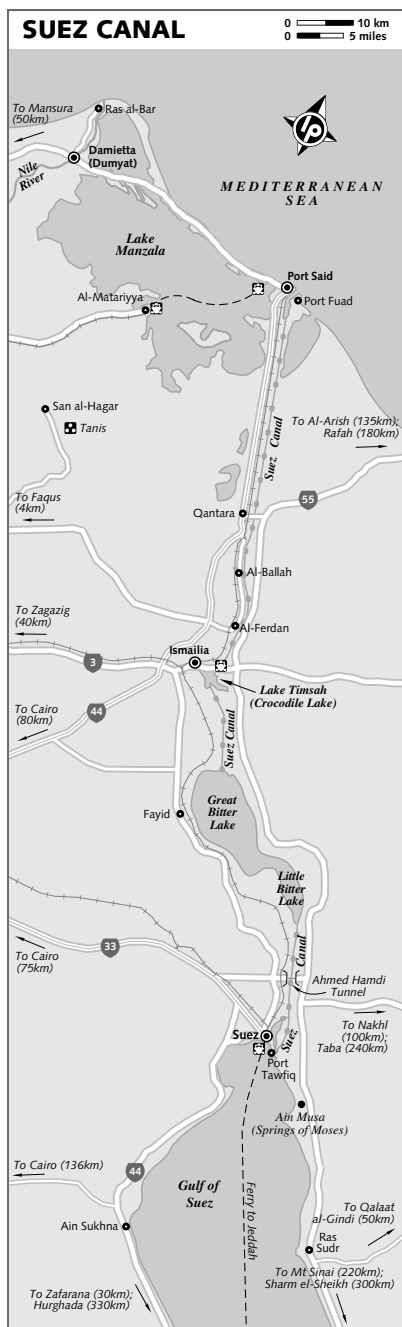 SUEZ CANAL
0 10 km
0 5 miles
To Mansura
(50km)
Ras al-Bar
Damietta
(Dumyat)
Nile
River
MEDITERRANEAN
SEA
Lake
Manzala
Port Said
Al-Matariyya
Port Fuad
San al-Hagar
Tanis
To Al-Arish (135km);
Rafah (180km)
Suez Canal
To Faqus
(4km)
55
Qantara
Al-Ballah
To Zagazig
(40km)
Al-Ferdan
Ismailia
3
Lake Timsah
(Crocodile Lake)
44
To Cairo
(80km)
Suez Canal
Great
Bitter
Lake
Fayid
Little
Bitter
Lake
33
To Cairo
(75km)
Ahmed Hamdi
Tunnel
Suez Canal
To Nakhl
(100km);
Taba (240km)
Suez
Port
Tawfiq
Ain Musa
(Springs of Moses)
To Cairo (136km)
44
Gulf of
Suez
Ferry to Jeddah
To Qalaat
al-Gindi (50km)
Ain Sukhna
Ras
Sudr
To Zafarana (30km);
Hurghada (330km)
To Mt Sinai (220km);
Sharm el-Sheikh (300km)